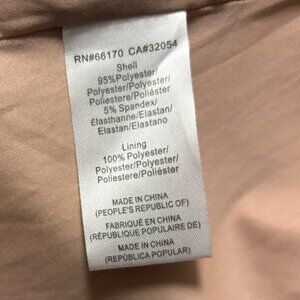 RN#66170 CA#32054
Shell
95%Polyester/
Polyester/Polyester/
Poliestere/Poliéster
5% Spandex/
Élasthanne/Elastan/
Elastan/Elastano
Lining
100% Polyester/
Polyester/Polyester/
Poliestere/Poliéster
MADE IN CHINA
(PEOPLE'S REPUBLIC OF)
FABRIQUÉ EN CHINA
(RÉPUBLIQUE POPULAIRE DE)
MADE IN CHINA
(REPÚBLICA POPULAR)